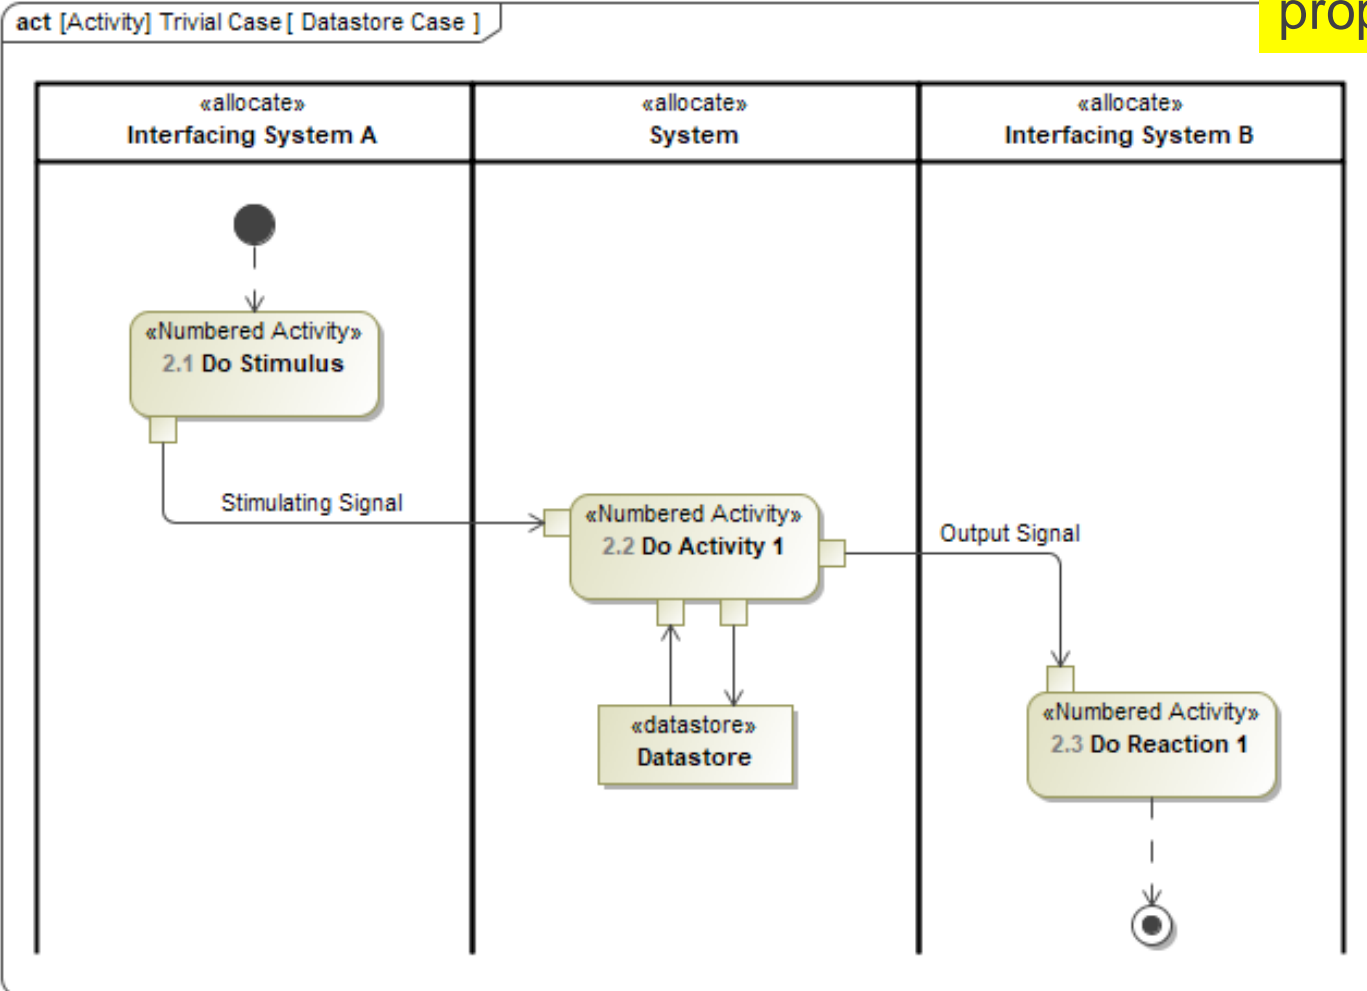 act [Activity] Trivial Case [ Datastore Case ]
«allocate»
Interfacing System A
«allocate»
System
«allocate»
Interfacing System B
«Numbered Activity»
2.1 Do Stimulus
Stimulating Signal
«Numbered Activity»
2.2 Do Activity 1
Output Signal
«datastore»
Datastore
«Numbered Activity»
2.3 Do Reaction 1